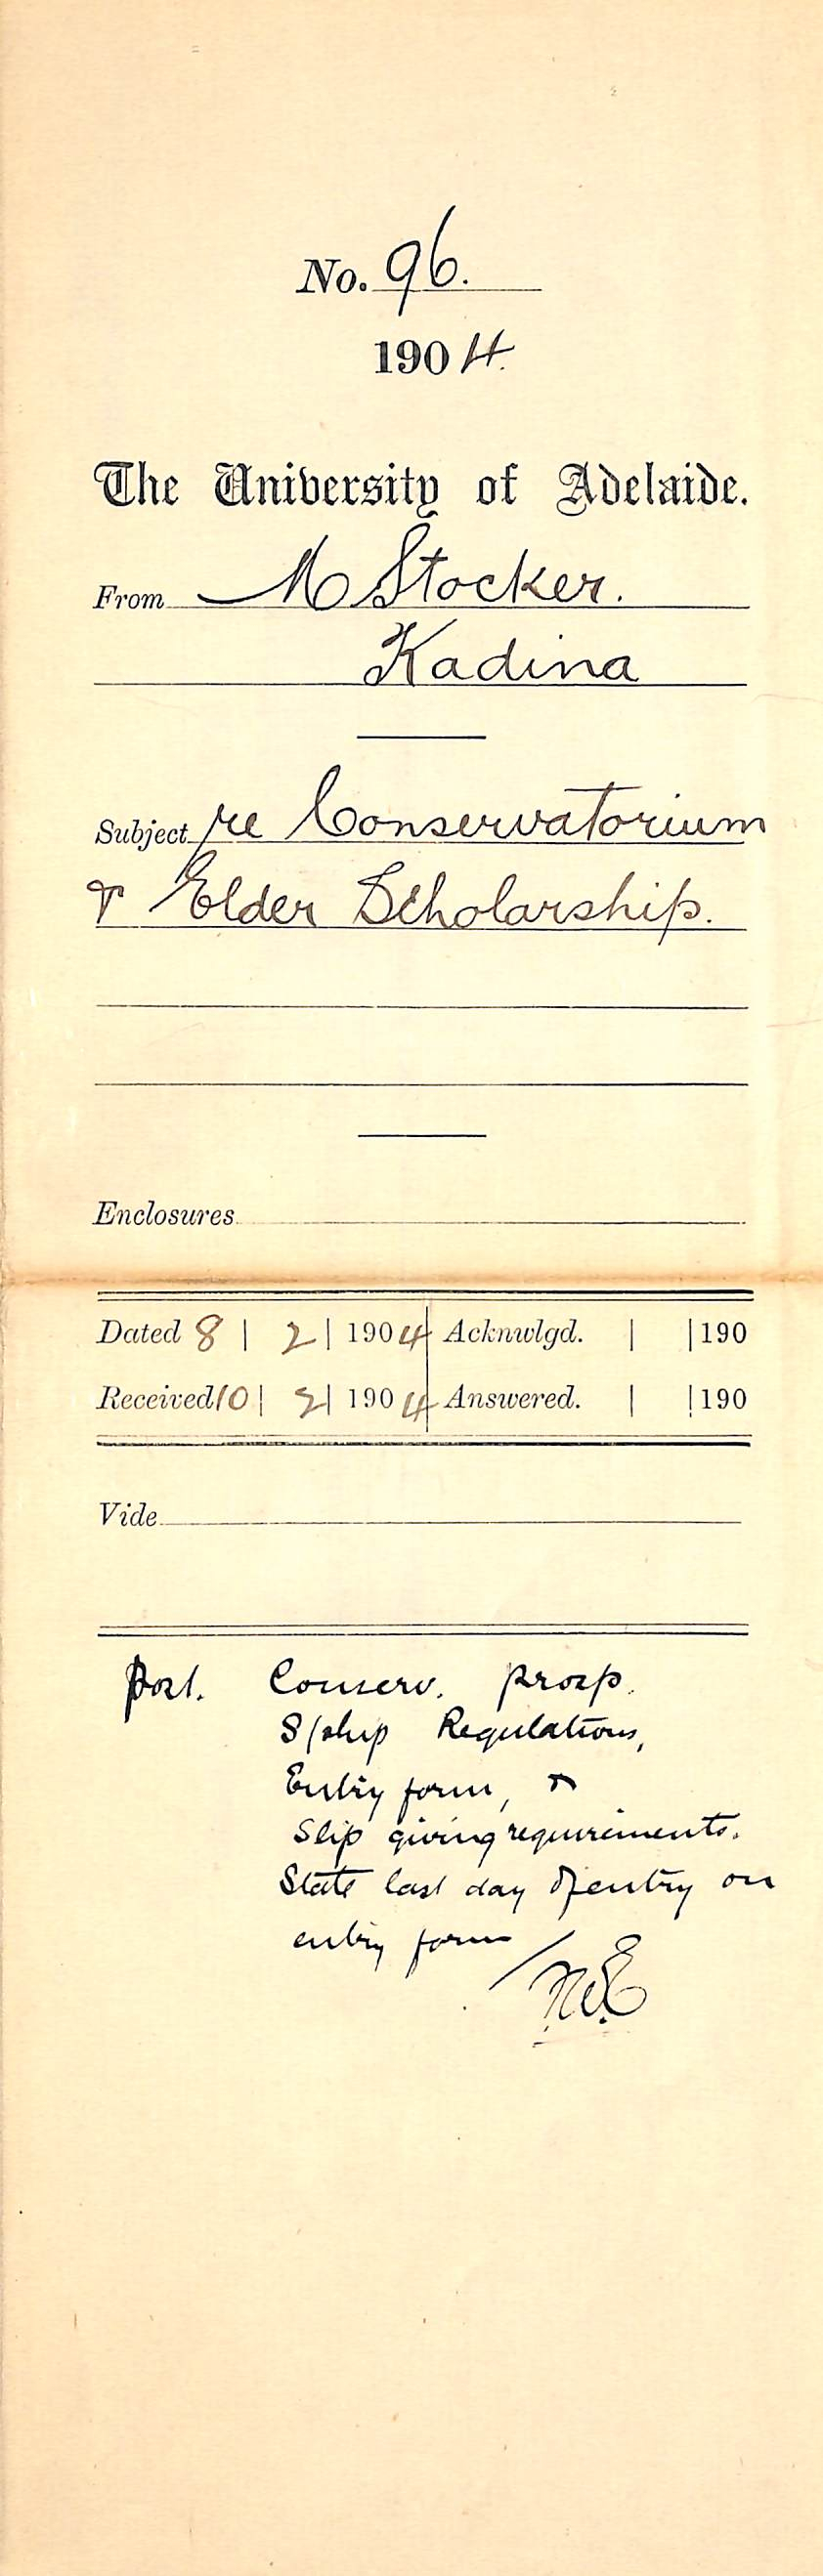 No. 96.
1904.
The University of Adelaide.
From M Stocker.
Kadina
Subject re Conservatorium
& Elder Scholarship.
Enclosures
Dated 8 | 2 | 1904 Acknwlgd. | | 190
Received 10 | 2 | 1904 Answered. | | 190
Vide
Post. Conserv. prosp.
S/ship Regulations,
Entry form, &
Slip giving requirements.
State last day of entry on
entry form